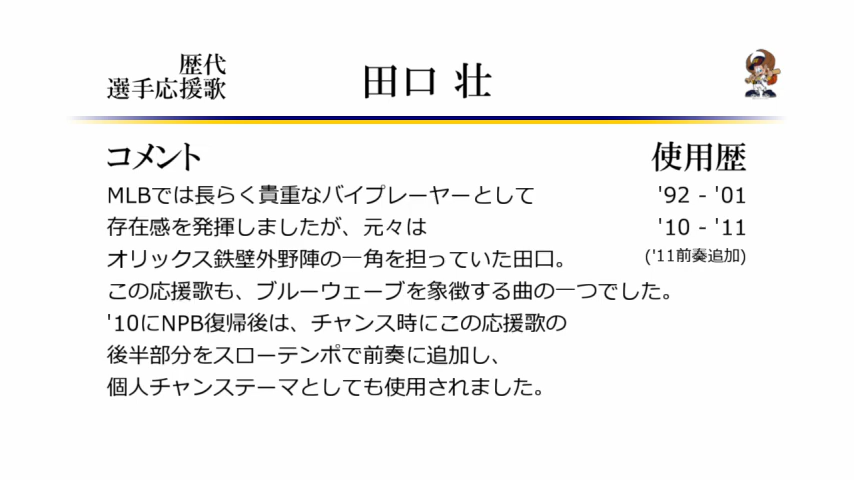 歴代
選手応援歌
田口 壮
コメント
使用歴
MLBでは長らく貴重なバイプレーヤーとして
'92 - '01
存在感を発揮しましたが、元々は
'10 - '11
オリックス鉄壁外野陣の一角を担っていた田口。
('11前奏追加)
この応援歌も、ブルーウェーブを象徴する曲の一つでした。
'10にNPB復帰後は、チャンス時にこの応援歌の
後半部分をスローテンポで前奏に追加し、
個人チャンステーマとしても使用されました。